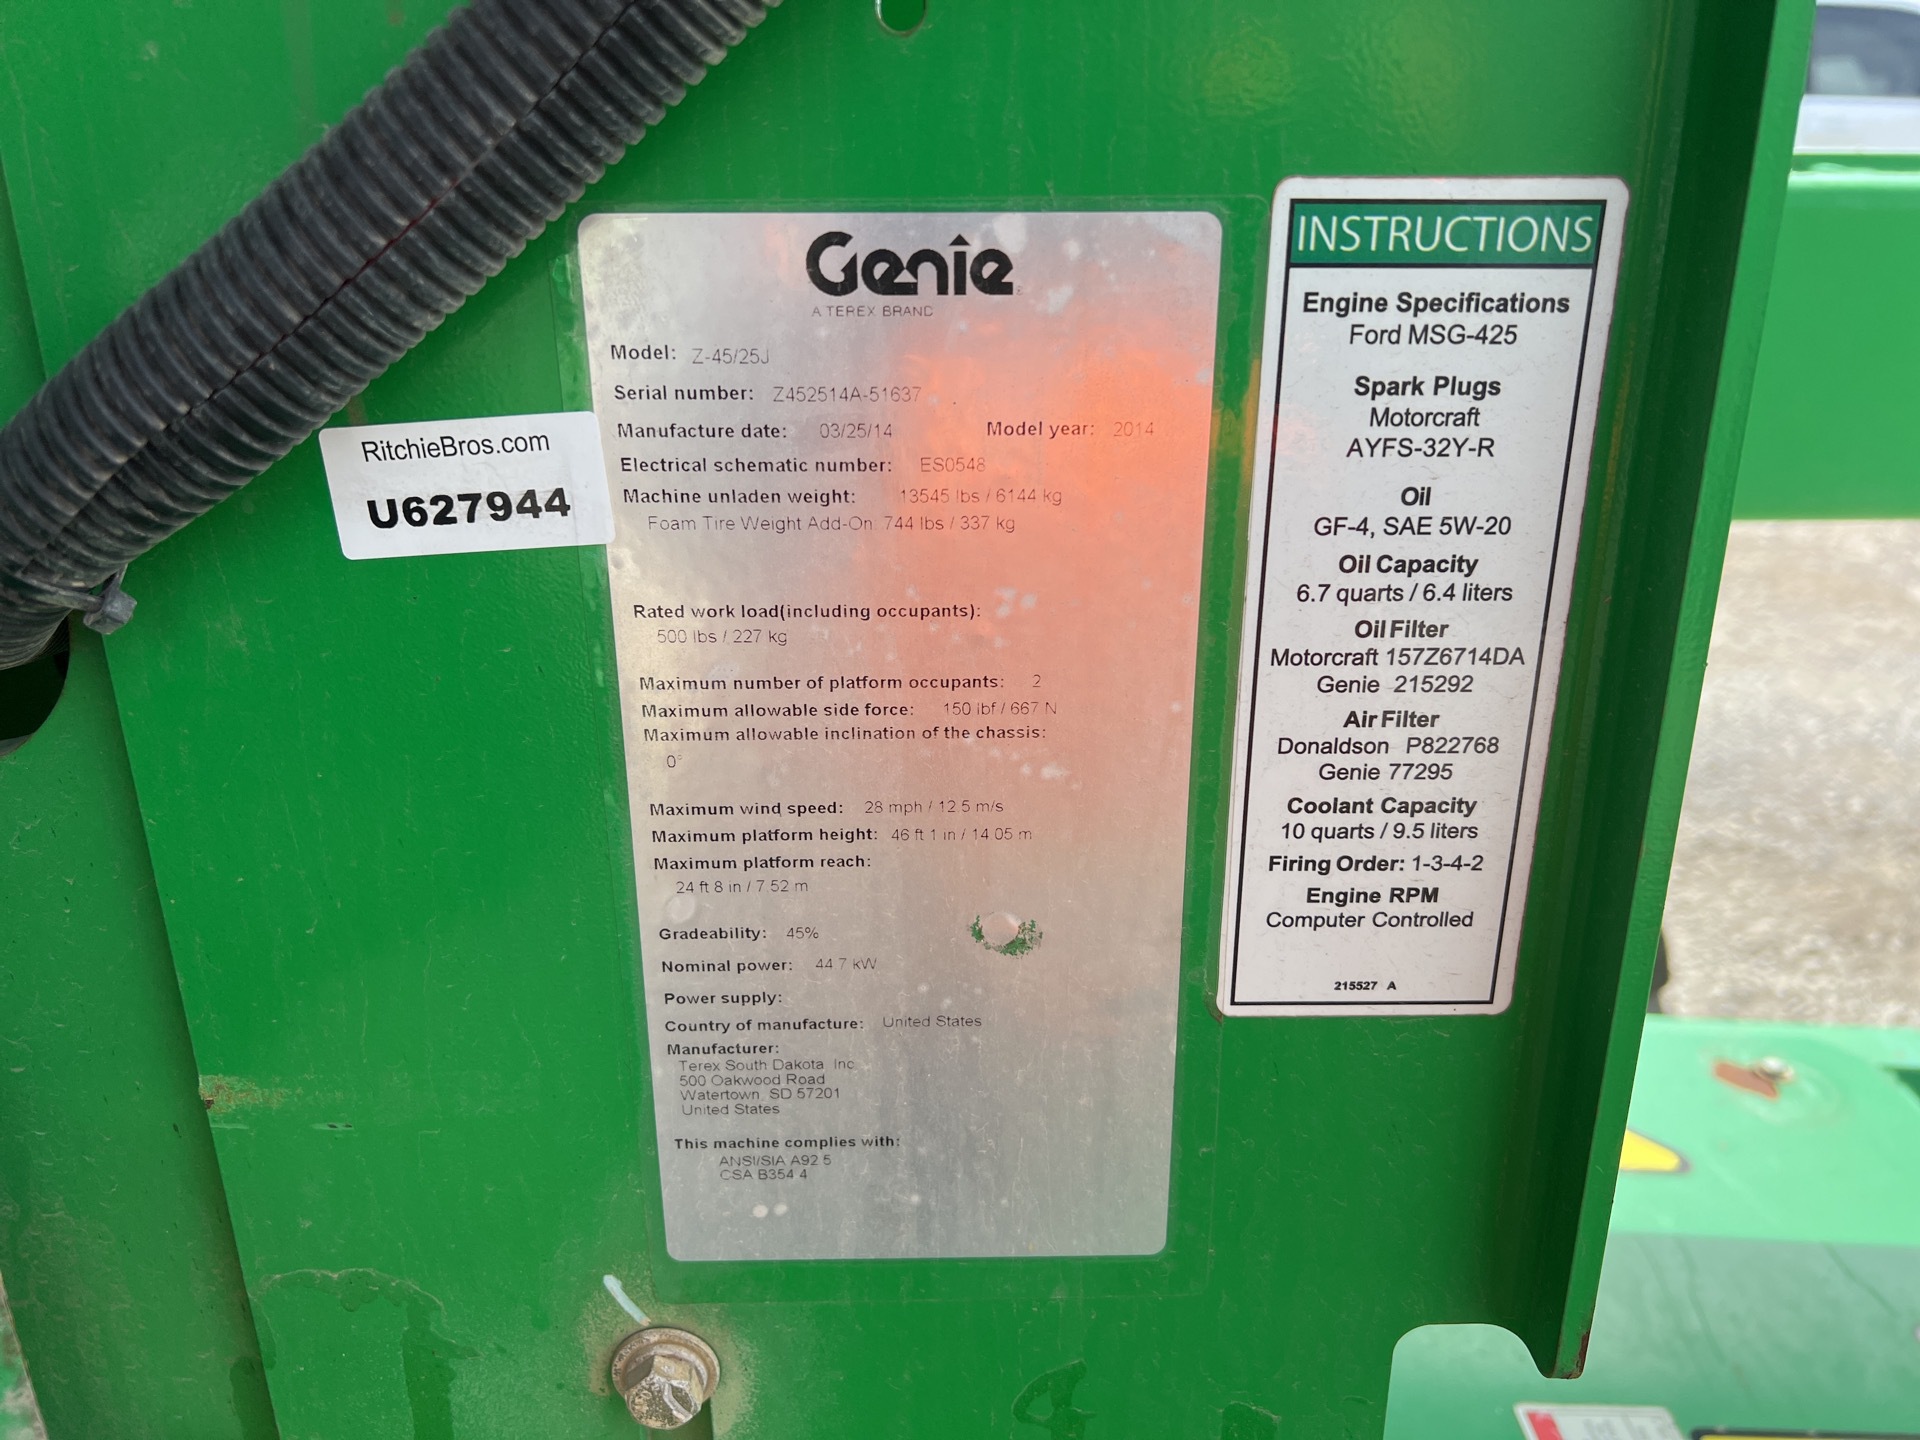 RitchieBros.com
U627944
Genie
A TEREX BRAND
Model: Z-45/25J
Serial number: Z452514A-51637
Manufacture date: 03/25/14 Model year: 2014
Electrical schematic number: ES0548
Machine unladen weight: 13545 lbs / 6144 kg
Foam Tire Weight Add-On: 744 lbs / 337 kg
Rated work load(including occupants):
500 lbs / 227 kg
Maximum number of platform occupants: 2
Maximum allowable side force: 150 lbf / 667 N
Maximum allowable inclination of the chassis:
0°
Maximum wind speed: 28 mph / 12.5 m/s
Maximum platform height: 46 ft 1 in / 14.05 m
Maximum platform reach:
24 ft 8 in / 7.52 m
Gradeability: 45%
Nominal power: 44.7 kW
Power supply:
Country of manufacture: United States
Manufacturer:
Terex South Dakota, Inc.
500 Oakwood Road
Watertown, SD 57201
United States
This machine complies with:
ANSI/SIA A92.5
CSA B354.4
INSTRUCTIONS
Engine Specifications
Ford MSG-425
Spark Plugs
Motorcraft
AYFS-32Y-R
Oil
GF-4, SAE 5W-20
Oil Capacity
6.7 quarts / 6.4 liters
Oil Filter
Motorcraft 157Z6714DA
Genie 215292
Air Filter
Donaldson P822768
Genie 77295
Coolant Capacity
10 quarts / 9.5 liters
Firing Order: 1-3-4-2
Engine RPM
Computer Controlled
215527 A